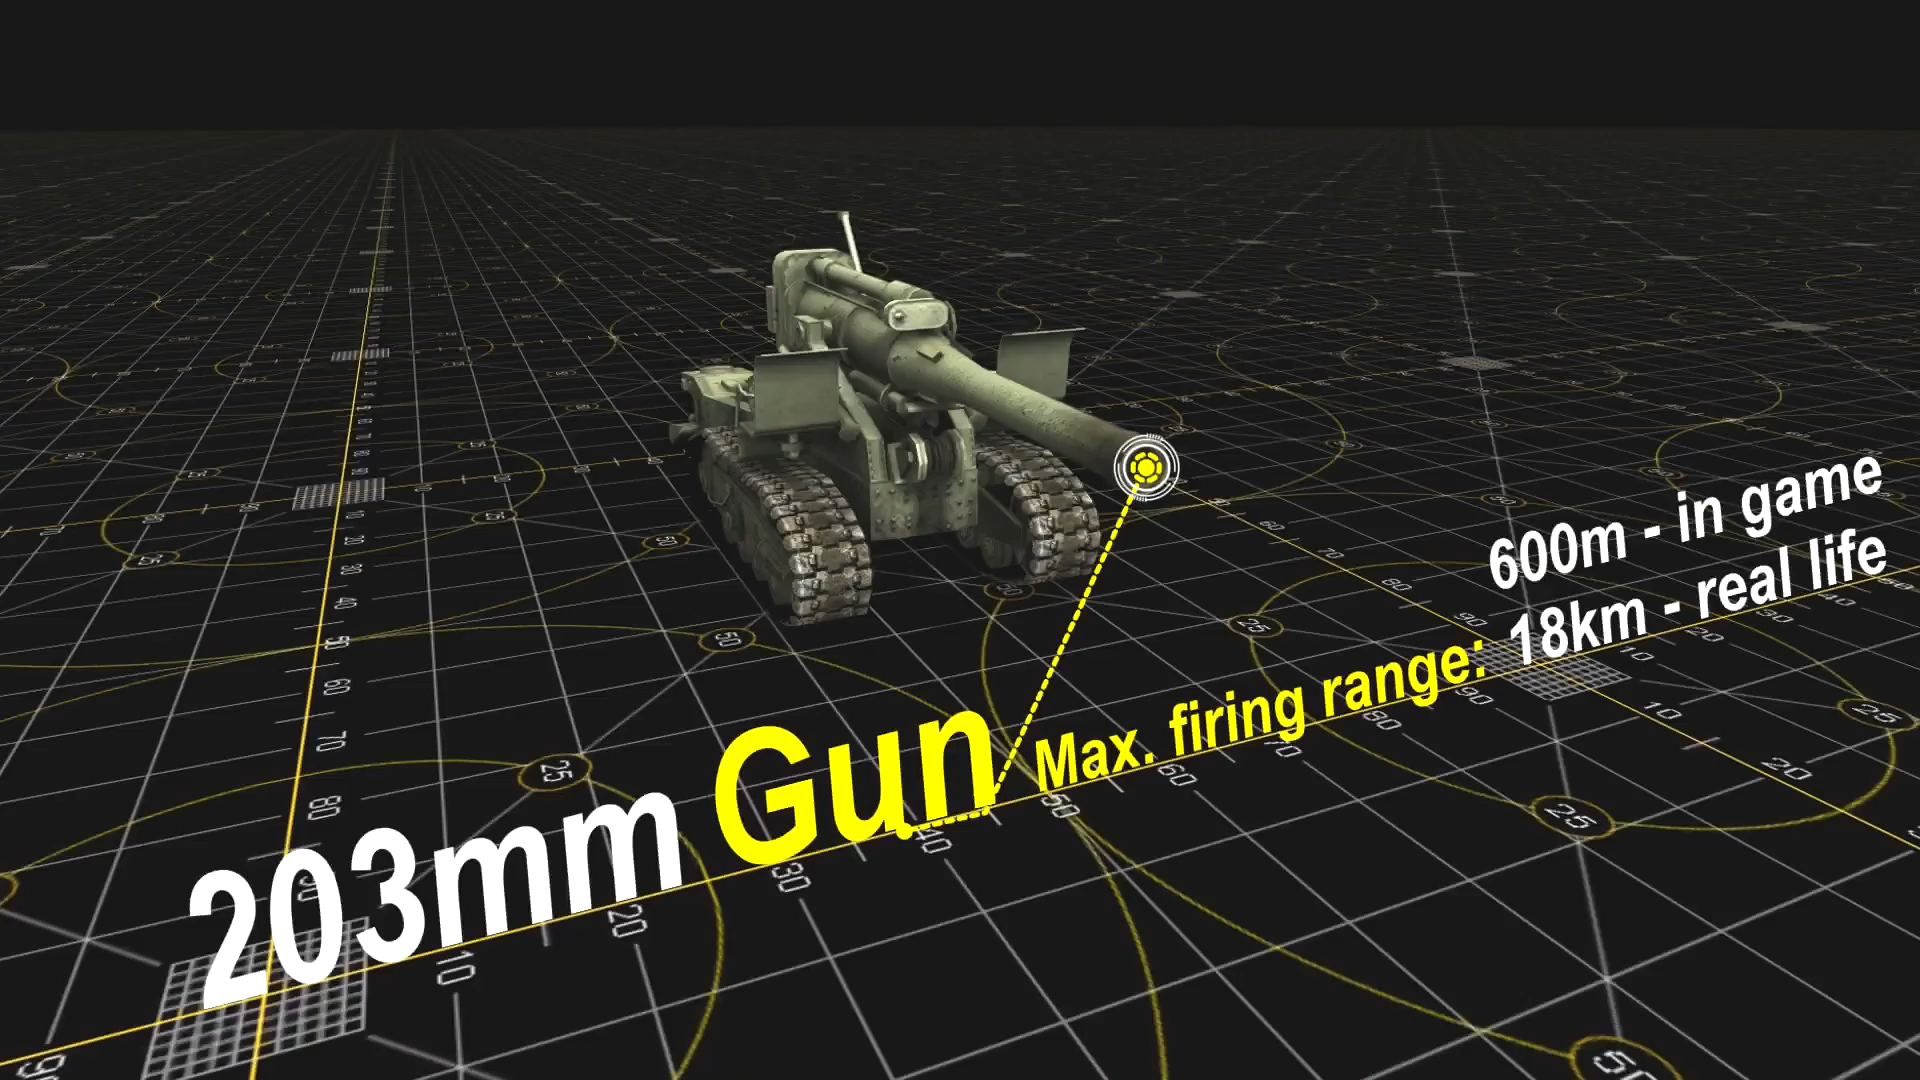 600m - in game
Max. firing range: 18km - real life
203mm Gun